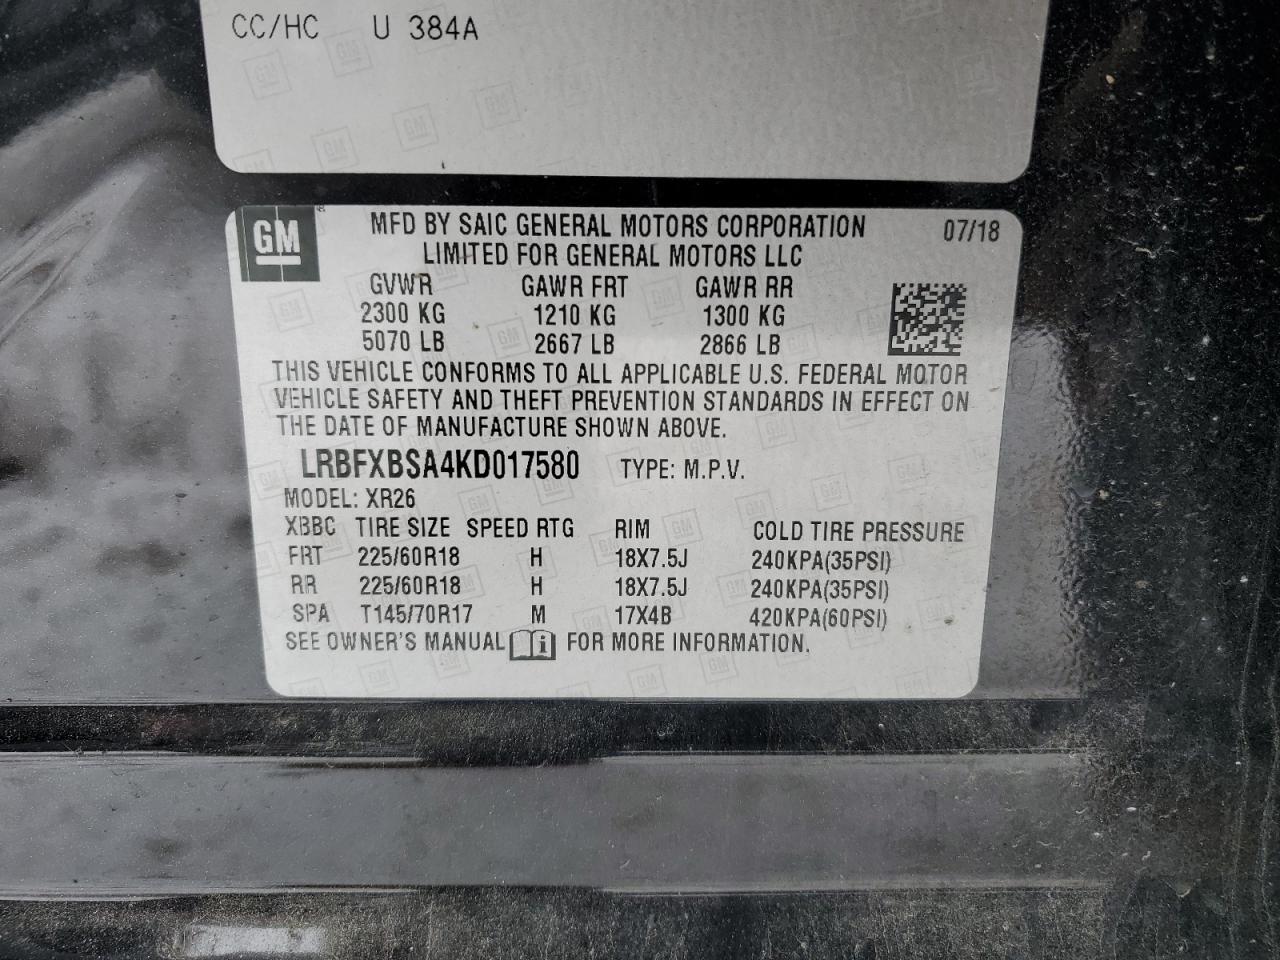 CC/HC U 384A
GM
MFD BY SAIC GENERAL MOTORS CORPORATION 07/18
LIMITED FOR GENERAL MOTORS LLC
GVWR GAWR FRT GAWR RR
2300 KG 1210 KG 1300 KG
5070 LB 2667 LB 2866 LB
THIS VEHICLE CONFORMS TO ALL APPLICABLE U.S. FEDERAL MOTOR
VEHICLE SAFETY AND THEFT PREVENTION STANDARDS IN EFFECT ON
THE DATE OF MANUFACTURE SHOWN ABOVE.
LRBFXBSA4KD017580 TYPE: M.P.V.
MODEL: XR26
XBBC TIRE SIZE SPEED RTG RIM COLD TIRE PRESSURE
FRT 225/60R18 H 18X7.5J 240KPA(35PSI)
RR 225/60R18 H 18X7.5J 240KPA(35PSI)
SPA T145/70R17 M 17X4B 420KPA(60PSI)
SEE OWNER'S MANUAL i FOR MORE INFORMATION.